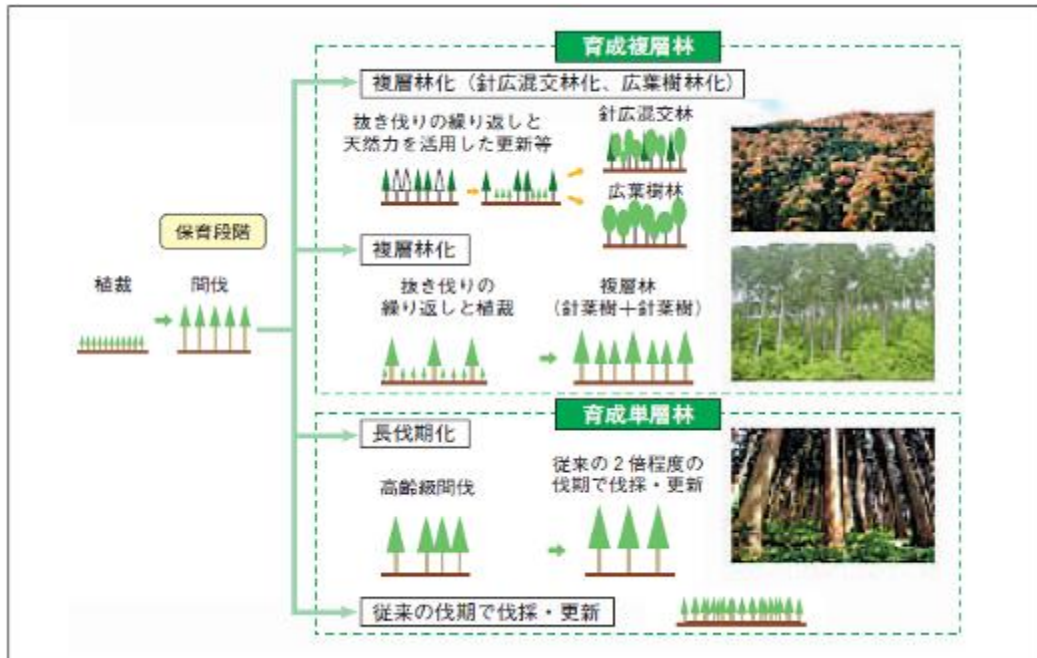 育成複層林
複層林化（針広混交林化、広葉樹林化）
抜き伐りの繰り返しと
天然力を活用した更新等
針広混交林
広葉樹林
保育段階
植裁
間伐
複層林化
抜き伐りの
繰り返しと植裁
複層林
（針葉樹＋針葉樹）
育成単層林
長伐期化
高齢級間伐
従来の２倍程度の
伐期で伐採・更新
従来の伐期で伐採・更新